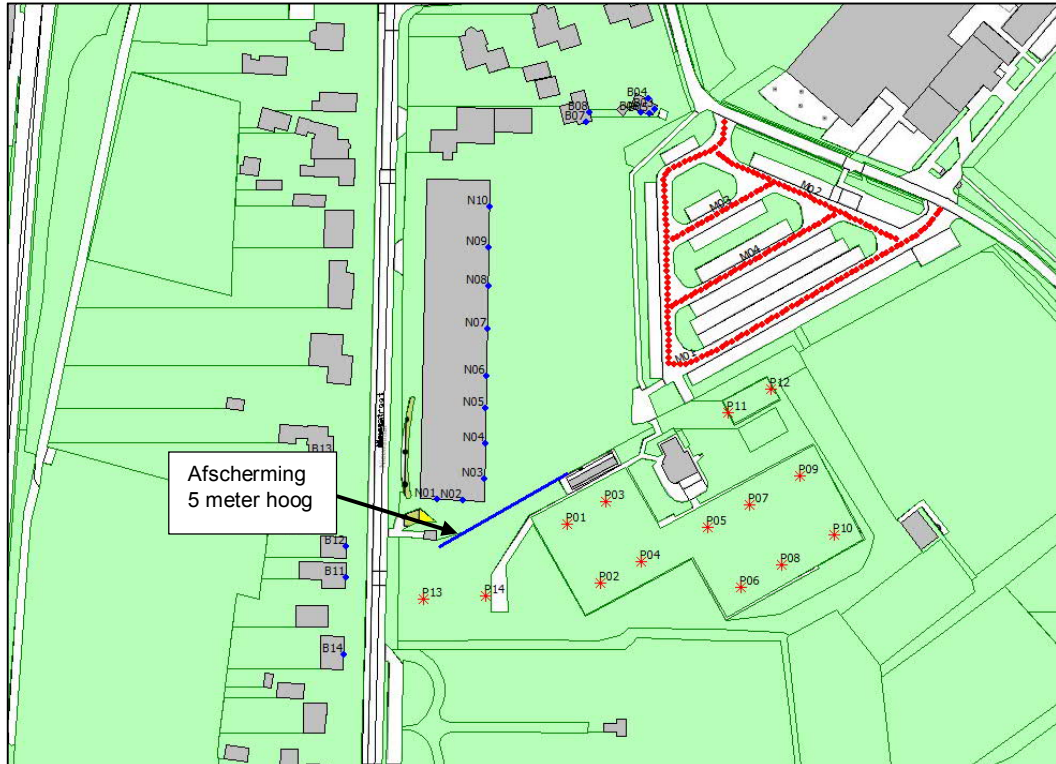 B04
B08
B07
N10
M02
M03
N09
M04
N08
N07
M01
N06
P12
N05
P11
B13
N04
Afscherming
5 meter hoog
N03
P09
N01
N02
P03
P07
P01
P05
P10
B12
P04
P08
B11
P02
P06
P13
P14
B14